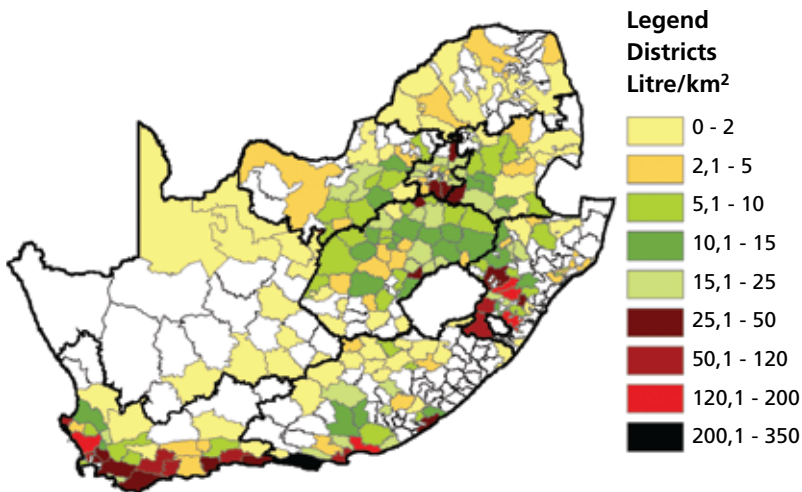 Legend
Districts
Litre/km²
0 - 2
2,1 - 5
5,1 - 10
10,1 - 15
15,1 - 25
25,1 - 50
50,1 - 120
120,1 - 200
200,1 - 350